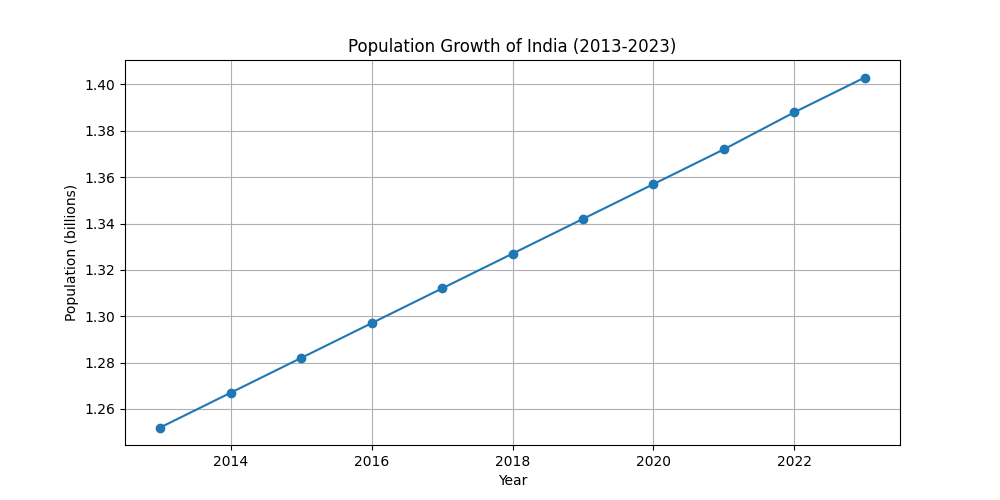 Population Growth of India (2013-2023)
Population (billions)
1.40
1.38
1.36
1.34
1.32
1.30
1.28
1.26
2014 2016 2018 2020 2022
Year